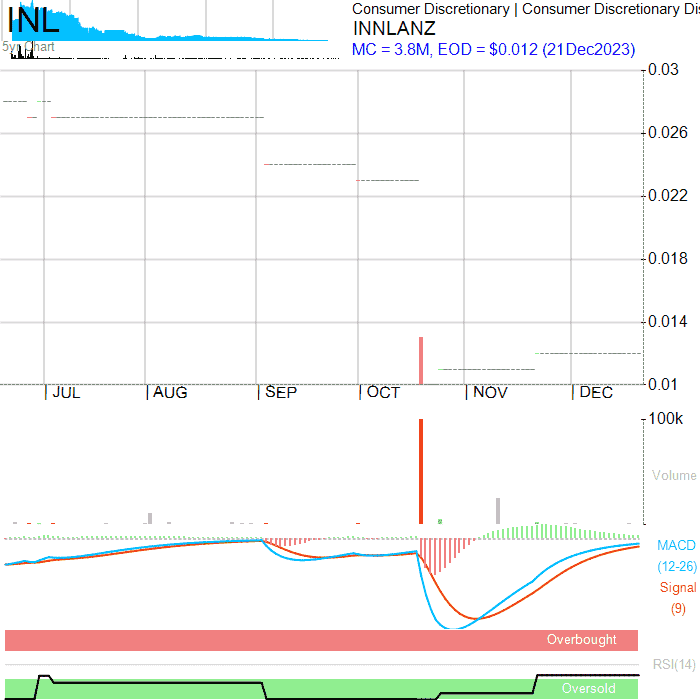 INL
5yr Chart
Consumer Discretionary | Consumer Discretionary Dis
INNLANZ
MC = 3.8M, EOD = $0.012 (21Dec2023)
0.03
0.026
0.022
0.018
0.014
0.01
JUL AUG SEP OCT NOV DEC
100k
Volume
MACD
(12-26)
Signal
(9)
Overbought
RSI(14)
Oversold